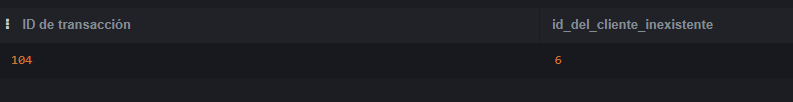 ID de transacción id_del_cliente_inexistente
104 6